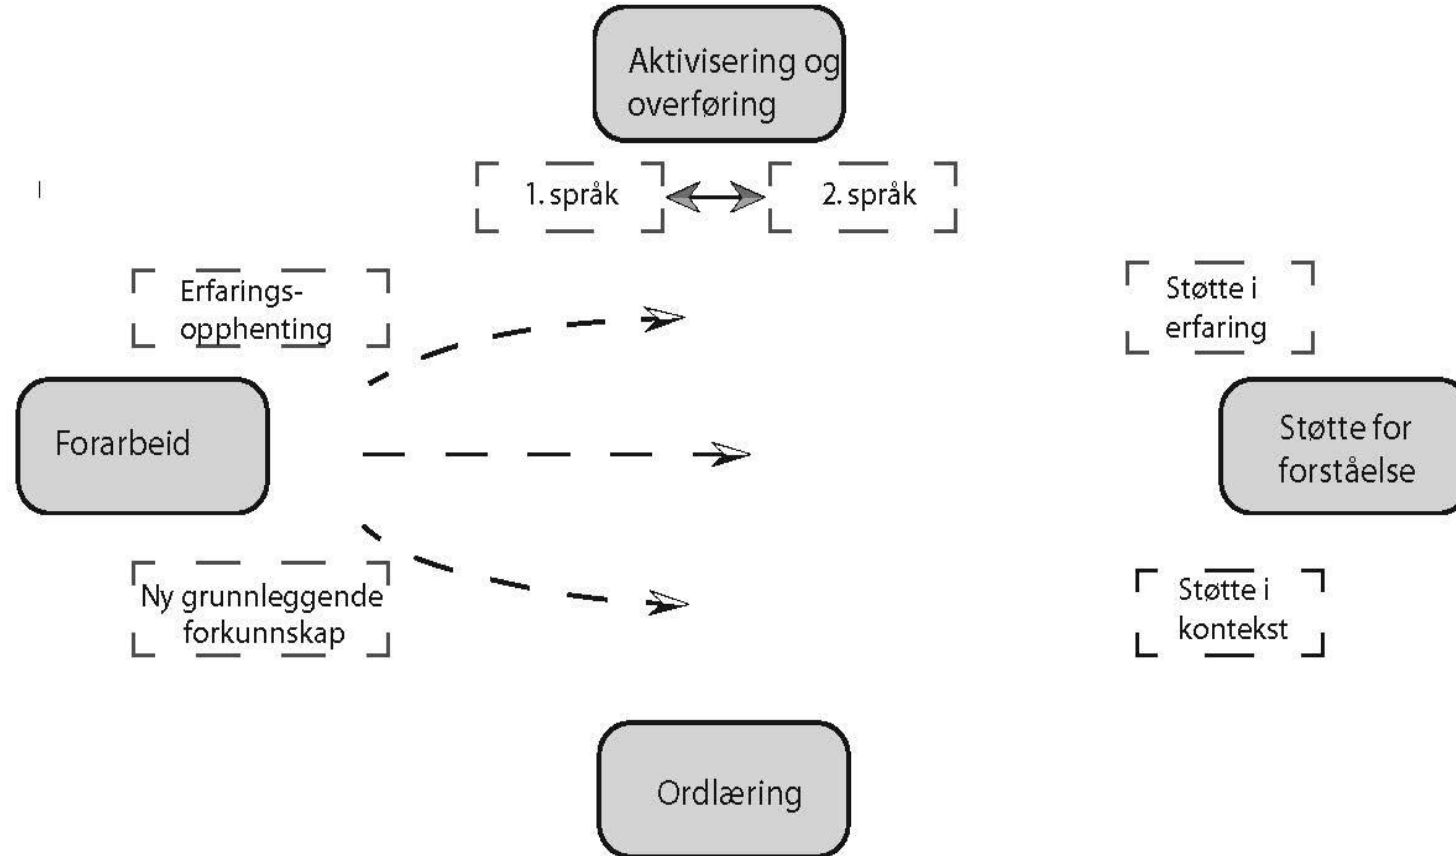 Aktivisering og
overføring
1. språk
2. språk
Erfarings-
opphenting
Støtte i
erfaring
Forarbeid
Støtte for
forståelse
Ny grunnleggende
forkunnskap
Støtte i
kontekst
Ordlæring